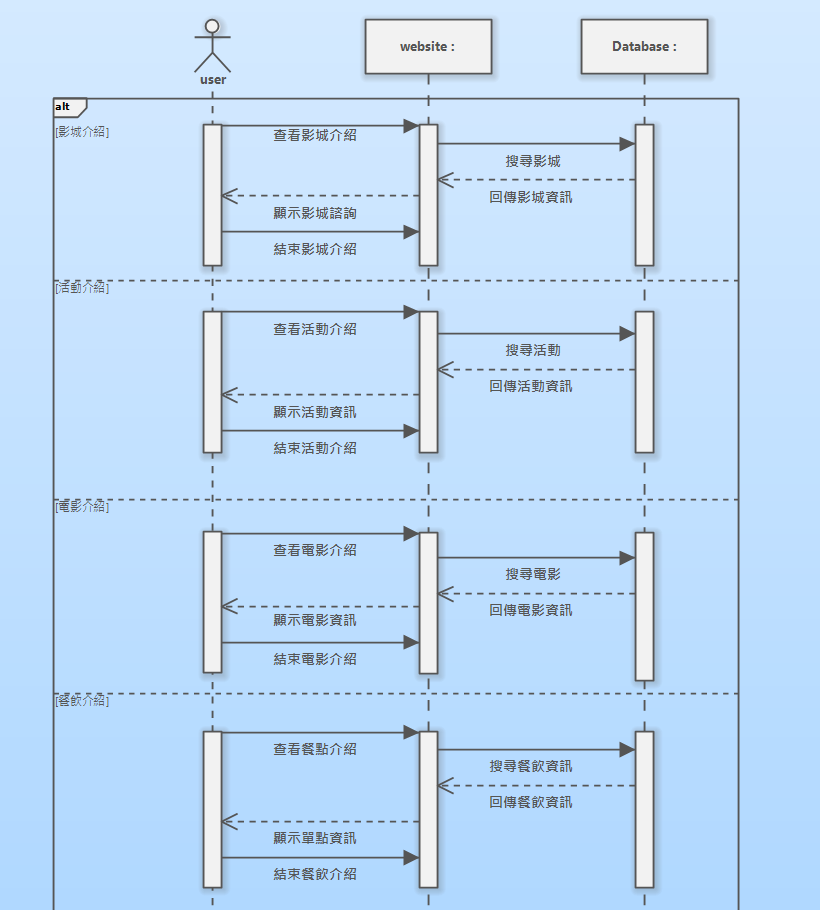 user
website :
Database :
alt
[影城介紹]
查看影城介紹
搜尋影城
回傳影城資訊
顯示影城諮詢
結束影城介紹
[活動介紹]
查看活動介紹
搜尋活動
回傳活動資訊
顯示活動資訊
結束活動介紹
[電影介紹]
查看電影介紹
搜尋電影
回傳電影資訊
顯示電影資訊
結束電影介紹
[餐飲介紹]
查看餐點介紹
搜尋餐飲資訊
回傳餐飲資訊
顯示單點資訊
結束餐飲介紹